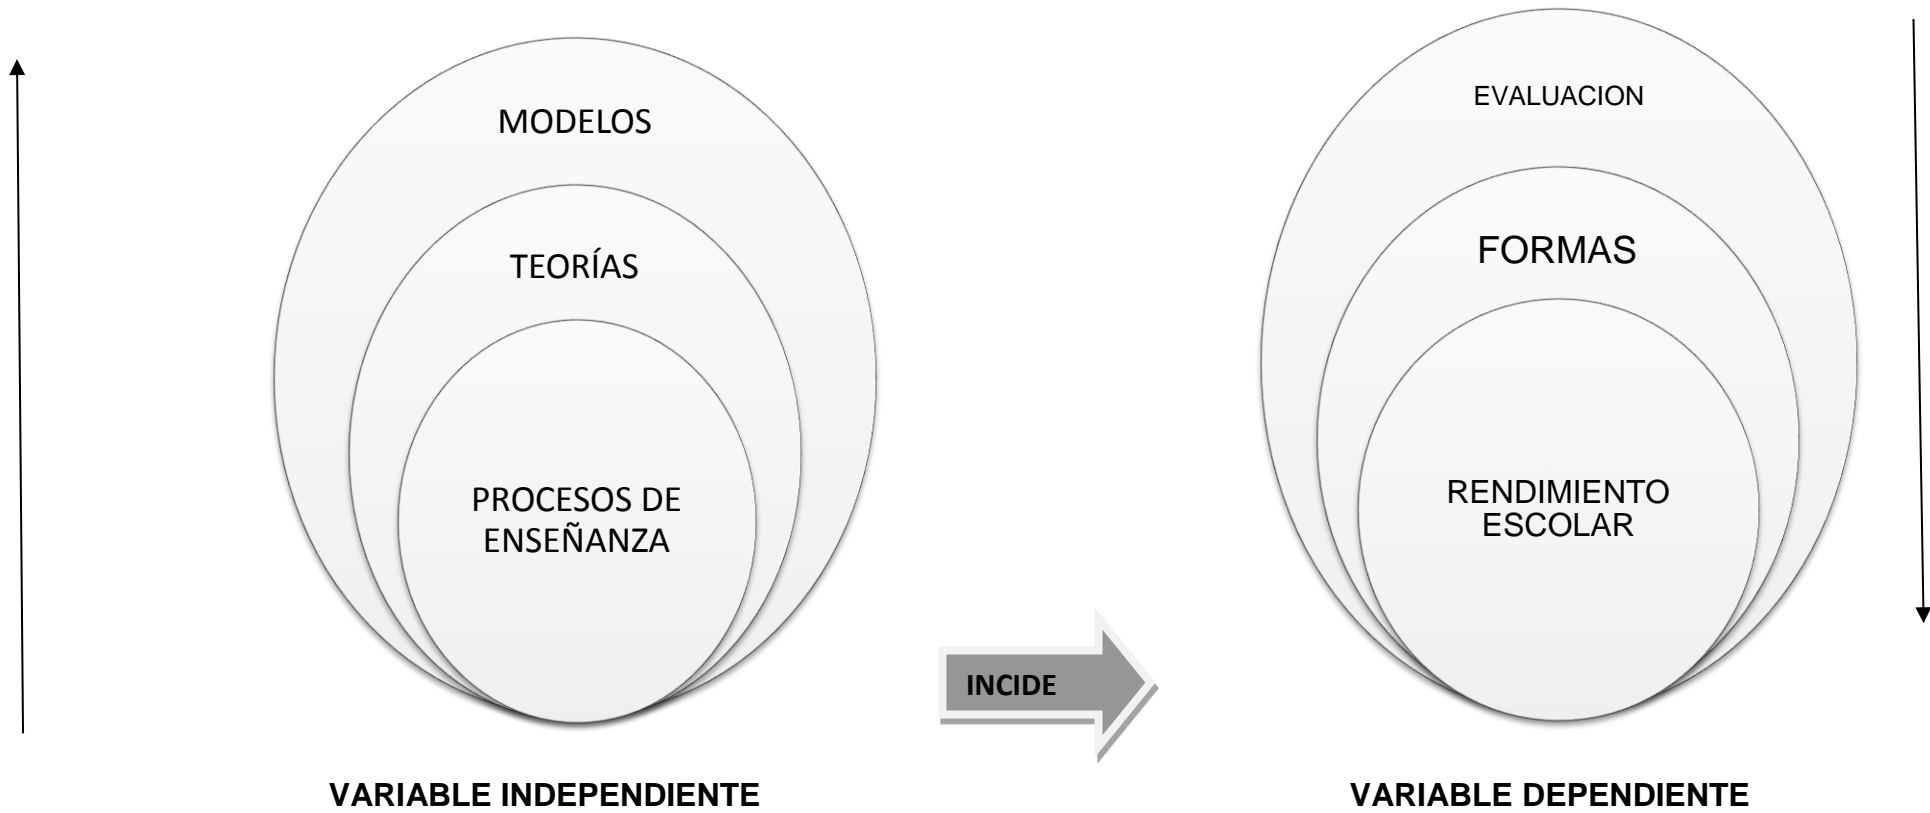 MODELOS
TEORÍAS
PROCESOS DE
ENSEÑANZA
VARIABLE INDEPENDIENTE
INCIDE
EVALUACION
FORMAS
RENDIMIENTO
ESCOLAR
VARIABLE DEPENDIENTE